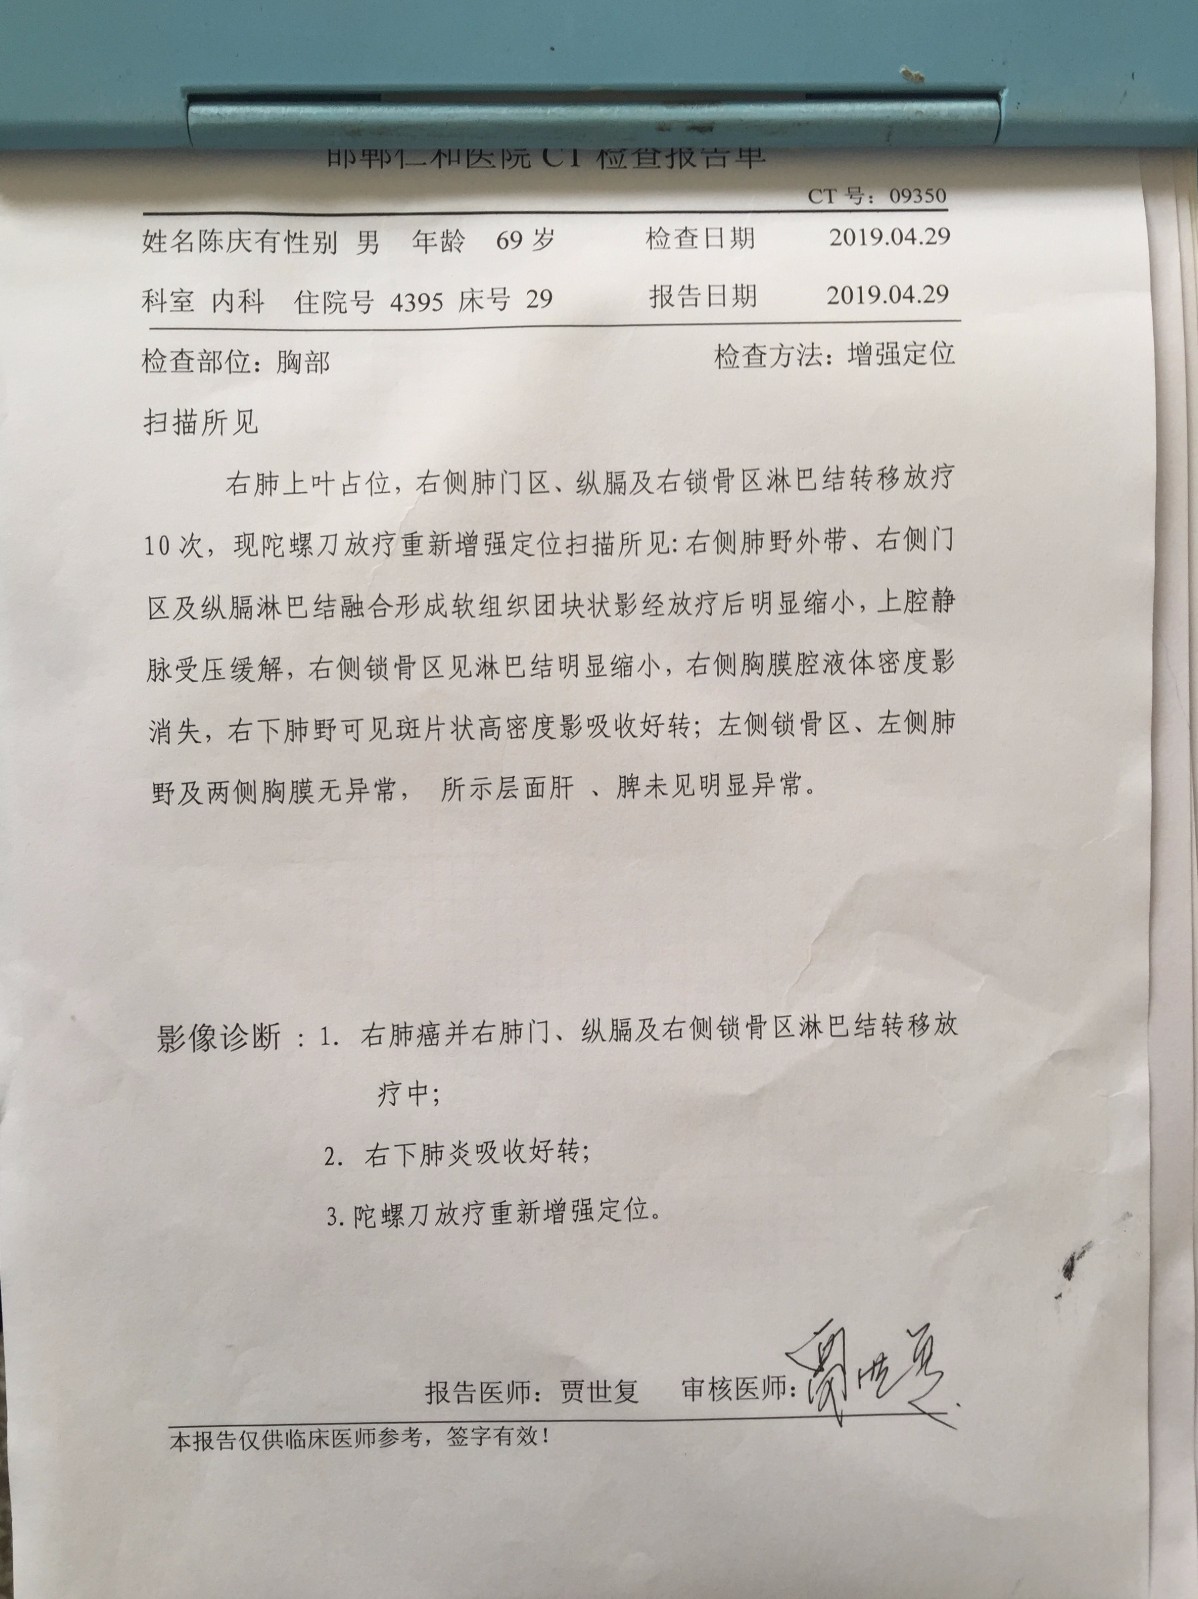 邯郸仁和医院 CT 检查报告单
CT 号：09350
姓名陈庆有性别 男 年龄 69 岁 检查日期 2019.04.29
科室 内科 住院号 4395 床号 29 报告日期 2019.04.29
检查部位：胸部 检查方法：增强定位
扫描所见
右肺上叶占位，右侧肺门区、纵膈及右锁骨区淋巴结转移放疗
10 次，现陀螺刀放疗重新增强定位扫描所见：右侧肺野外带、右侧门
区及纵膈淋巴结融合形成软组织团块状影经放疗后明显缩小，上腔静
脉受压缓解，右侧锁骨区见淋巴结明显缩小，右侧胸膜腔液体密度影
消失，右下肺野可见斑片状高密度影吸收好转；左侧锁骨区、左侧肺
野及两侧胸膜无异常， 所示层面肝 、脾未见明显异常。
影像诊断 ：1. 右肺癌并右肺门、纵膈及右侧锁骨区淋巴结转移放
疗中；
2. 右下肺炎吸收好转；
3.陀螺刀放疗重新增强定位。
报告医师：贾世复 审核医师：
本报告仅供临床医师参考，签字有效！